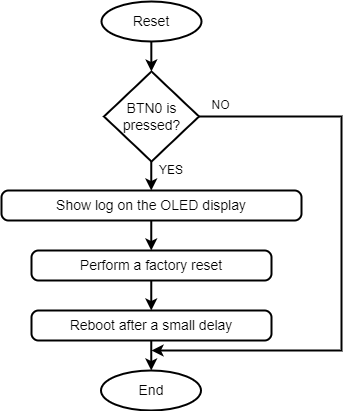 Reset
BTN0 is
pressed?
NO
YES
Show log on the OLED display
Perform a factory reset
Reboot after a small delay
End